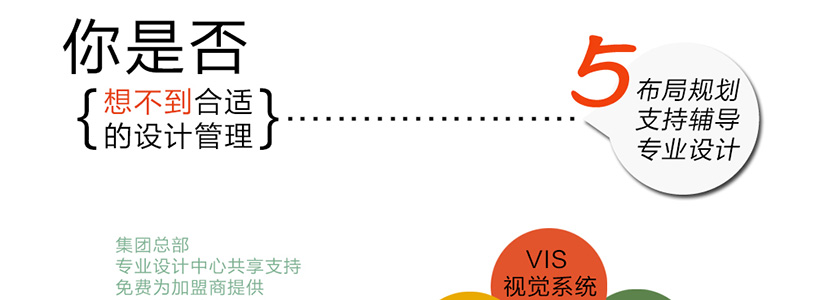 你是否
{想不到合适
的设计管理}
5
布局规划
支持辅导
专业设计
集团总部
专业设计中心共享支持
免费为加盟商提供
VIS
视觉系统